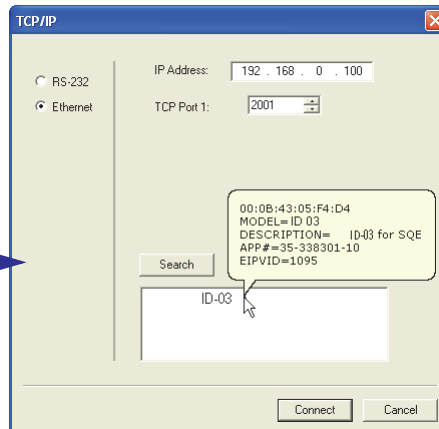 TCP/IP
RS-232
Ethernet
IP Address: 192 . 168 . 0 . 100
TCP Port 1: 2001
00:0B:43:05:F4:D4
MODEL=ID 03
DESCRIPTION= ID-03 for SQE
APP#=35-338301-10
EIPVID=1095
Search
ID-03
Connect Cancel